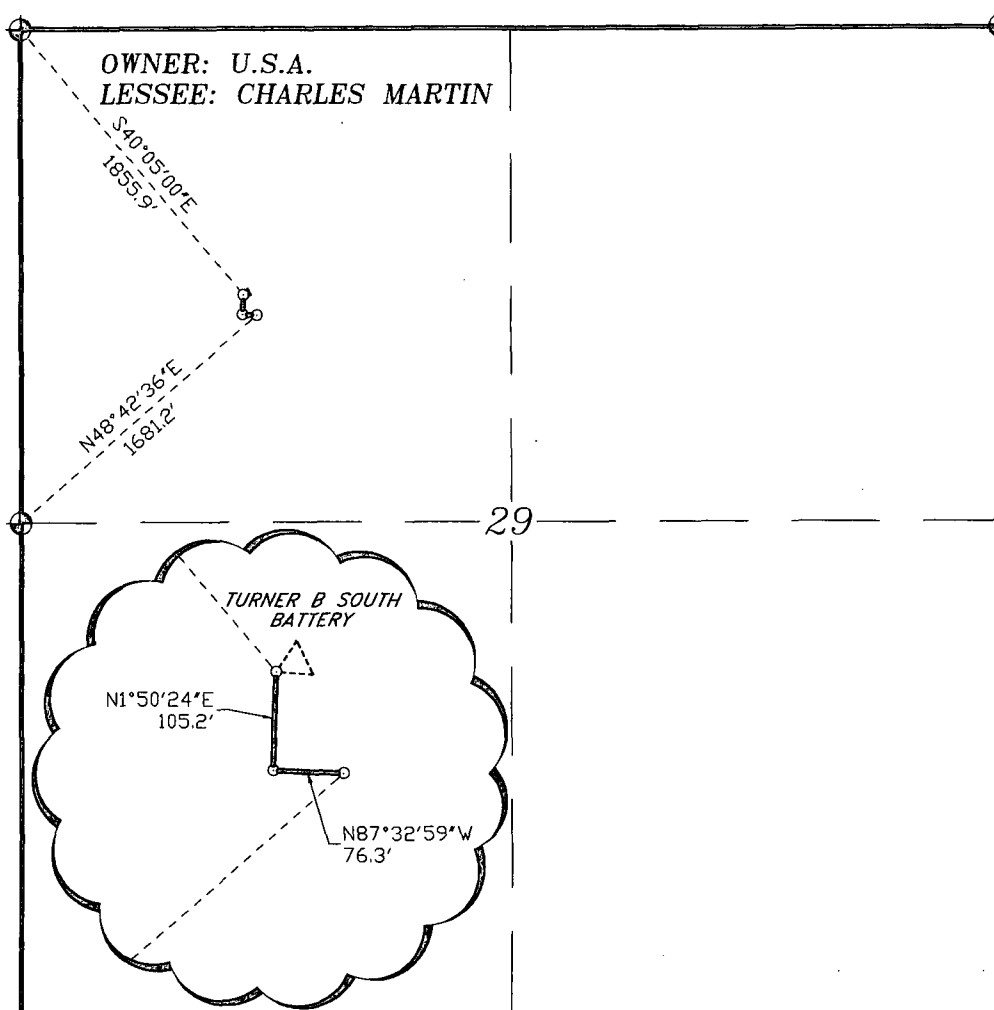 OWNER: U.S.A.
LESSEE: CHARLES MARTIN
S40°05'00"E
1855.9'
N48°42'36"E
1681.2'
29
TURNER B SOUTH
BATTERY
N1°50'24"E
105.2'
N87°32'59"W
76.3'